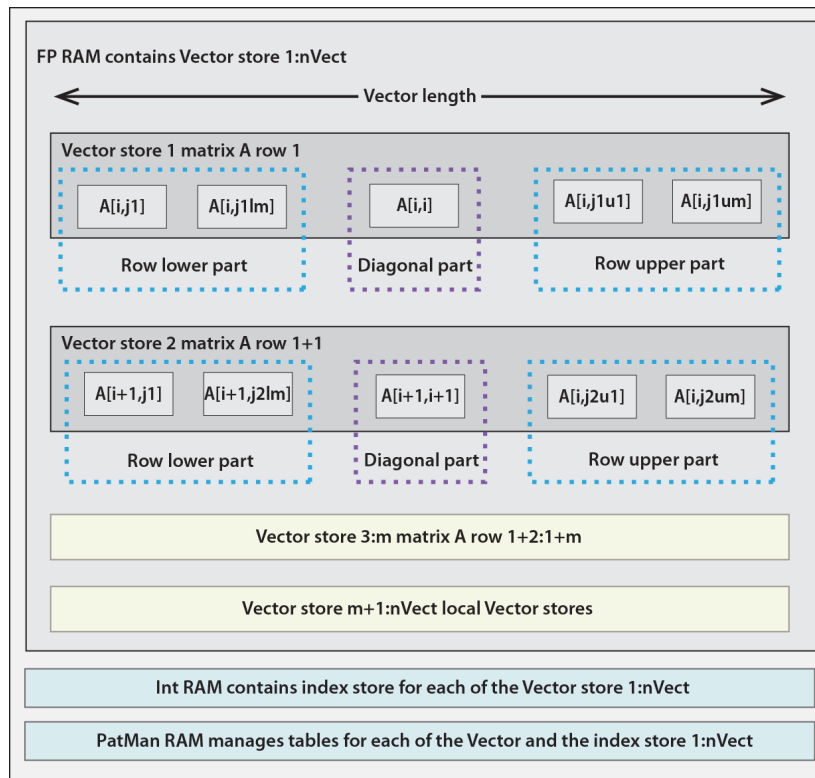 FP RAM contains Vector store 1:nVect
Vector length
Vector store 1 matrix A row 1
A[i,j1]
A[i,j1lm]
A[i,i]
A[i,j1u1]
A[i,j1um]
Row lower part
Diagonal part
Row upper part
Vector store 2 matrix A row 1+1
A[i+1,j1]
A[i+1,j2lm]
A[i+1,i+1]
A[i,j2u1]
A[i,j2um]
Row lower part
Diagonal part
Row upper part
Vector store 3:m matrix A row 1+2:1+m
Vector store m+1:nVect local Vector stores
Int RAM contains index store for each of the Vector store 1:nVect
PatMan RAM manages tables for each of the Vector and the index store 1:nVect